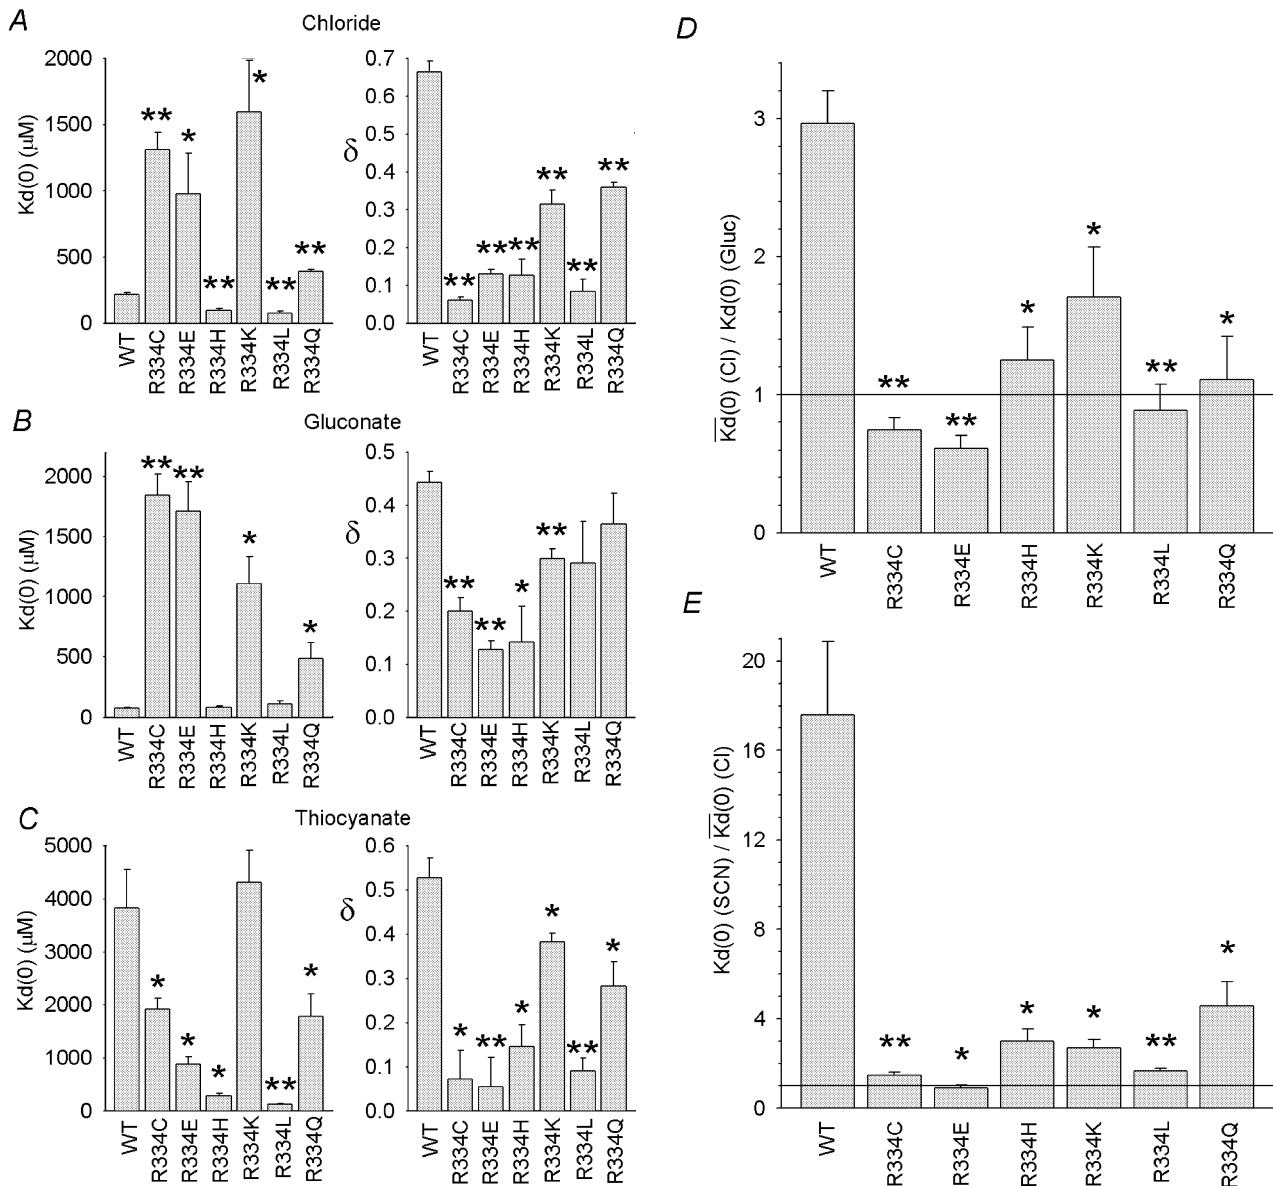 A
Chloride
Kd(0) (μM)
2000
1500
1000
500
0
** * ** * ** **
WT R334C R334E R334H R334K R334L R334Q
δ
0.7
0.6
0.5
0.4
0.3
0.2
0.1
0.0
** ** ** ** ** **
WT R334C R334E R334H R334K R334L R334Q
B
Gluconate
Kd(0) (μM)
2000
1500
1000
500
0
** ** * *
WT R334C R334E R334H R334K R334L R334Q
δ
0.5
0.4
0.3
0.2
0.1
0.0
** ** * **
WT R334C R334E R334H R334K R334L R334Q
C
Thiocyanate
Kd(0) (μM)
5000
4000
3000
2000
1000
0
* * * ** *
WT R334C R334E R334H R334K R334L R334Q
δ
0.6
0.5
0.4
0.3
0.2
0.1
0.0
* ** * * ** *
WT R334C R334E R334H R334K R334L R334Q
D
K̅d(0) (Cl) / Kd(0) (Gluc)
3
2
1
0
** ** * * ** *
WT R334C R334E R334H R334K R334L R334Q
E
Kd(0) (SCN) / K̅d(0) (Cl)
20
16
12
8
4
0
** * * * ** *
WT R334C R334E R334H R334K R334L R334Q